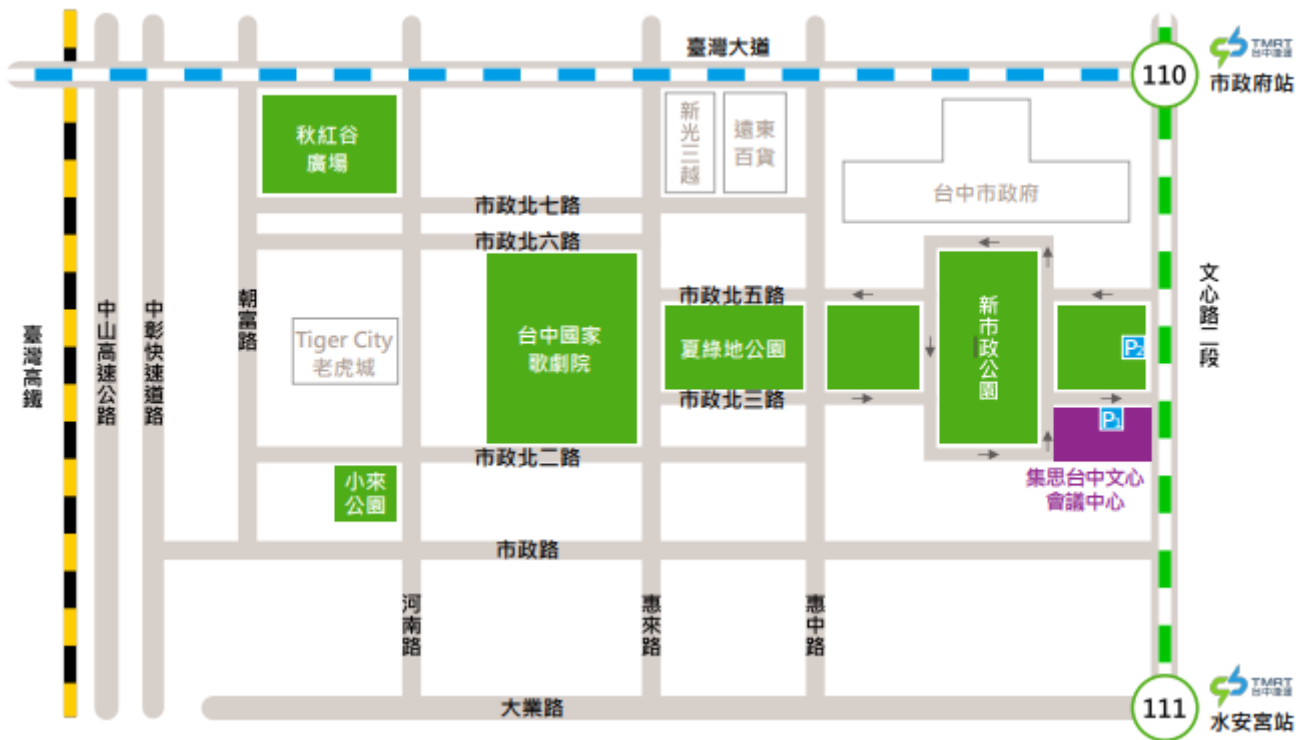 臺灣大道
TMRT
台中捷運
110
市政府站
秋紅谷
廣場
新光三越
遠東
百貨
台中市政府
市政北七路
市政北六路
臺灣高鐵
中山高速公路
中彰快速道路
朝富路
Tiger City
老虎城
台中國家
歌劇院
市政北五路
夏綠地公園
市政北三路
新市政公園
P2
文心路二段
P1
集思台中文心
會議中心
市政北二路
小來
公園
市政路
河南路
惠來路
惠中路
大業路
TMRT
台中捷運
111
水安宮站